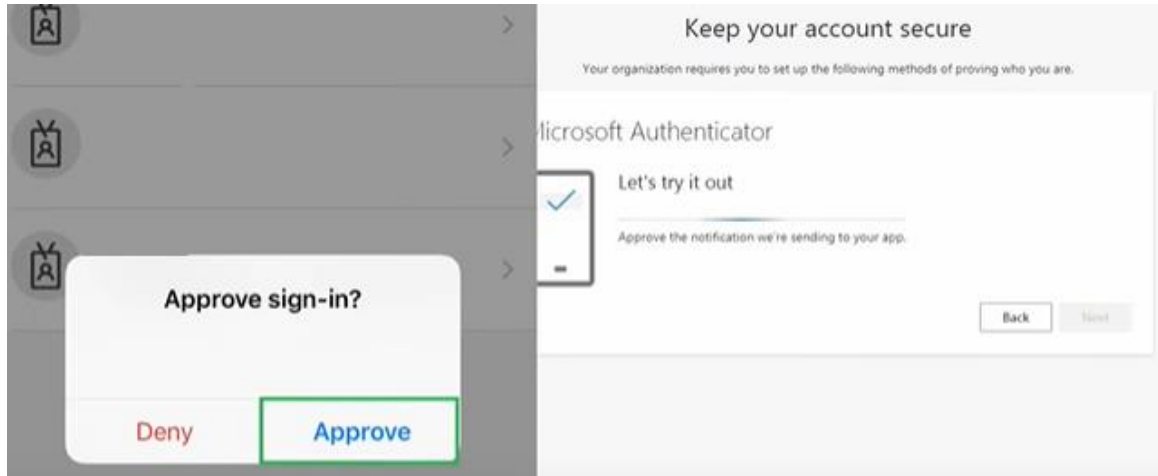 Approve sign-in?
Deny
Approve
Keep your account secure
Your organization requires you to set up the following methods of proving who you are.
Microsoft Authenticator
Let's try it out
Approve the notification we're sending to your app.
Back
Next